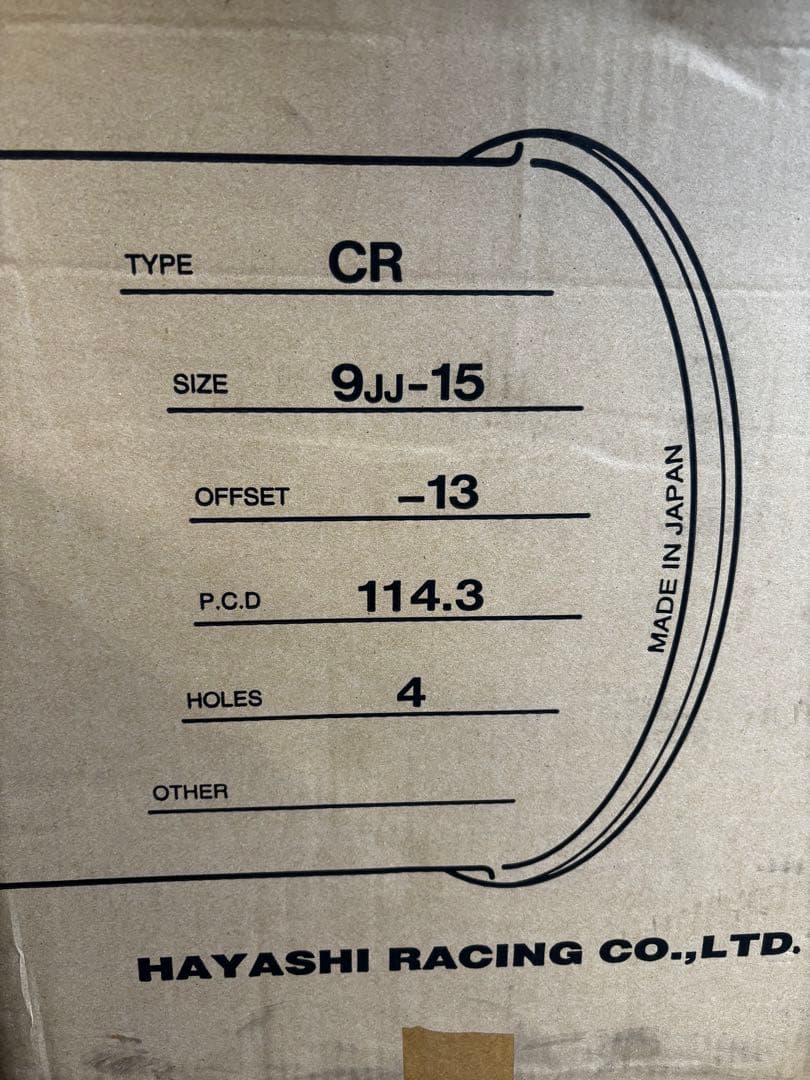 TYPE CR
SIZE 9JJ-15
OFFSET -13
P.C.D 114.3
HOLES 4
OTHER
MADE IN JAPAN
HAYASHI RACING CO.,LTD.